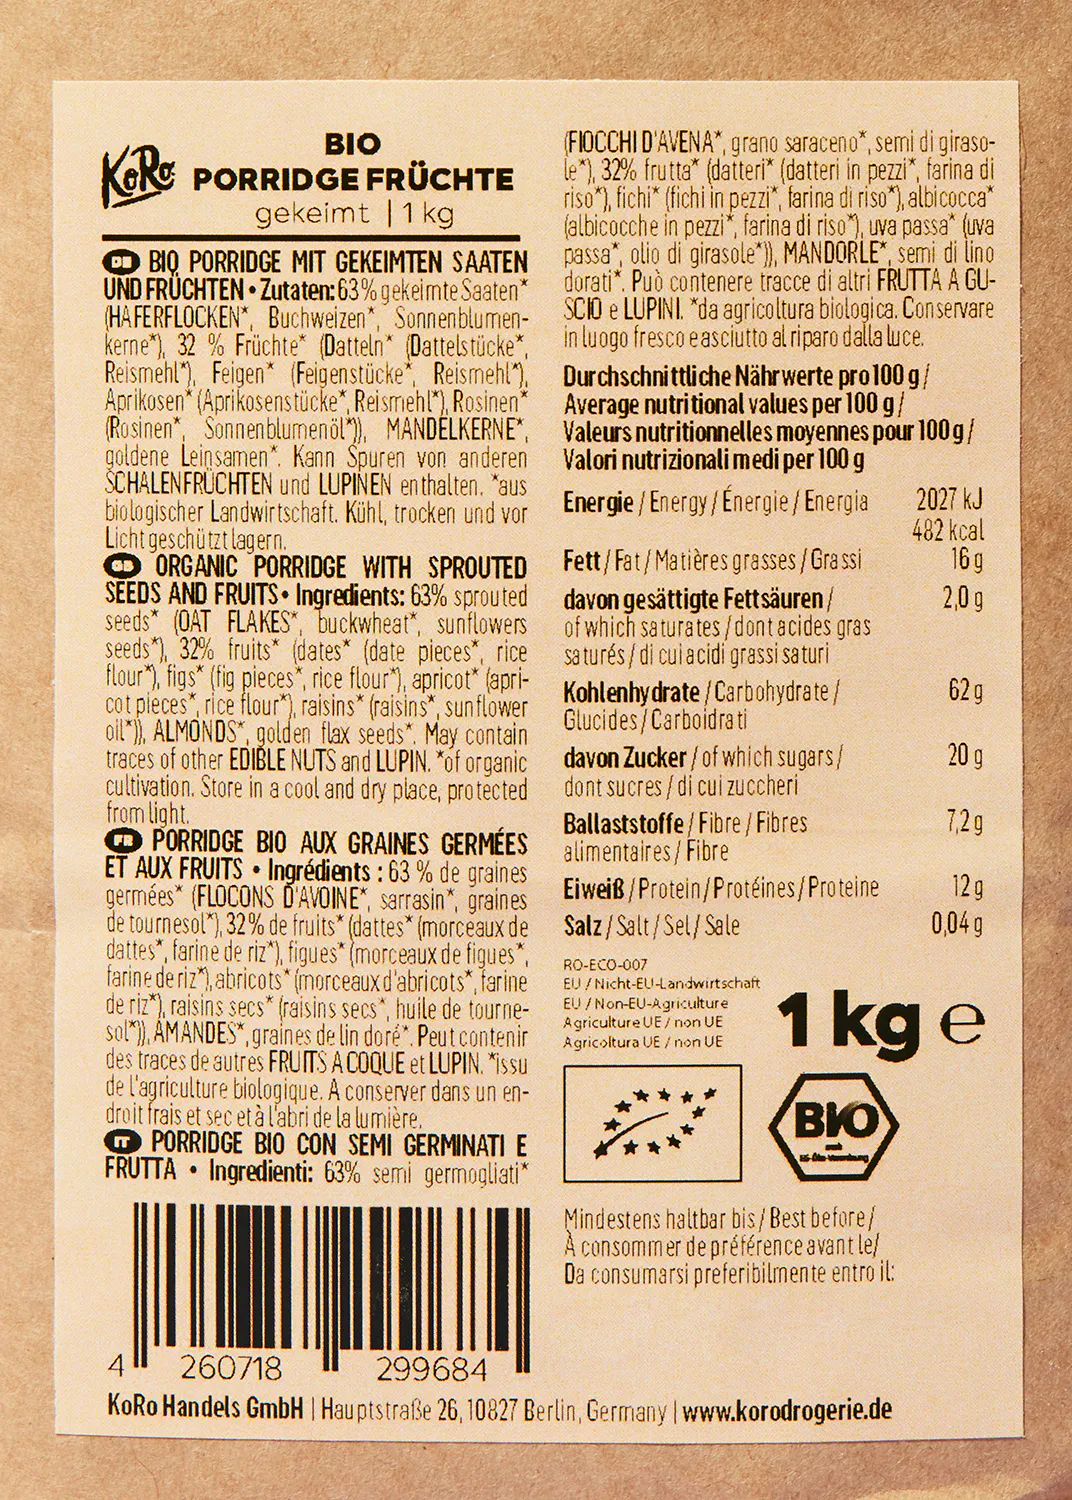 KoRo
BIO
PORRIDGE FRÜCHTE
gekeimt | 1 kg
DE BIO PORRIDGE MIT GEKEIMTEN SAATEN
UND FRÜCHTEN • Zutaten: 63% gekeimte Saaten*
(HAFERFLOCKEN*, Buchweizen*, Sonnenblumen-
kerne*), 32 % Früchte* (Datteln* (Dattelstücke*,
Reismehl*), Feigen* (Feigenstücke*, Reismehl*),
Aprikosen* (Aprikosenstücke*, Reismehl*), Rosinen*
(Rosinen*, Sonnenblumenöl*)), MANDELKERNE*,
goldene Leinsamen*. Kann Spuren von anderen
SCHALENFRÜCHTEN und LUPINEN enthalten. *aus
biologischer Landwirtschaft. Kühl, trocken und vor
Licht geschützt lagern.
GB ORGANIC PORRIDGE WITH SPROUTED
SEEDS AND FRUITS • Ingredients: 63% sprouted
seeds* (OAT FLAKES*, buckwheat*, sunflowers
seeds*), 32% fruits* (dates* (date pieces*, rice
flour*), figs* (fig pieces*, rice flour*), apricot* (apri-
cot pieces*, rice flour*), raisins* (raisins*, sunflower
oil*)), ALMONDS*, golden flax seeds*. May contain
traces of other EDIBLE NUTS and LUPIN. *of organic
cultivation. Store in a cool and dry place, protected
from light.
FR PORRIDGE BIO AUX GRAINES GERMÉES
ET AUX FRUITS • Ingrédients : 63 % de graines
germées* (FLOCONS D'AVOINE*, sarrasin*, graines
de tournesol*), 32% de fruits* (dattes* (morceaux de
dattes*, farine de riz*), figues* (morceaux de figues*,
farine de riz*), abricots* (morceaux d'abricots*, farine
de riz*), raisins secs* (raisins secs*, huile de tourne-
sol*)), AMANDES*, graines de lin doré*. Peut contenir
des traces de autres FRUITS A COQUE et LUPIN. *issu
de l'agriculture biologique. A conserver dans un en-
droit frais et sec et à l'abri de la lumière.
IT PORRIDGE BIO CON SEMI GERMINATI E
FRUTTA • Ingredienti: 63% semi germogliati*
(FIOCCHI D'AVENA*, grano saraceno*, semi di giraso-
le*), 32% frutta* (datteri* (datteri in pezzi*, farina di
riso*), fichi* (fichi in pezzi*, farina di riso*), albicocca*
(albicocche in pezzi*, farina di riso*), uva passa* (uva
passa*, olio di girasole*)), MANDORLE*, semi di lino
dorati*. Può contenere tracce di altri FRUTTA A GU-
SCIO e LUPINI. *da agricoltura biologica. Conservare
in luogo fresco e asciutto al riparo dalla luce.
Durchschnittliche Nährwerte pro 100 g /
Average nutritional values per 100 g /
Valeurs nutritionnelles moyennes pour 100 g /
Valori nutrizionali medi per 100 g
Energie / Energy / Énergie / Energia 2027 kJ
482 kcal
Fett / Fat / Matières grasses / Grassi 16 g
davon gesättigte Fettsäuren / 2,0 g
of which saturates / dont acides gras
saturés / di cui acidi grassi saturi
Kohlenhydrate / Carbohydrate / 62 g
Glucides / Carboidrati
davon Zucker / of which sugars / 20 g
dont sucres / di cui zuccheri
Ballaststoffe / Fibre / Fibres 7,2 g
alimentaires / Fibre
Eiweiß / Protein / Protéines / Proteine 12 g
Salz / Salt / Sel / Sale 0,04 g
RO-ECO-007
EU / Nicht-EU-Landwirtschaft
EU / Non-EU-Agriculture
Agriculture UE / non UE
Agricoltura UE / non UE
1 kg e
BIO
nach
EG-Öko-Verordnung
Mindestens haltbar bis / Best before /
À consommer de préférence avant le/
Da consumarsi preferibilmente entro il:
4 260718 299684
KoRo Handels GmbH | Hauptstraße 26, 10827 Berlin, Germany | www.korodrogerie.de